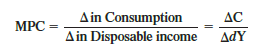 MPC = Δ in Consumption / Δ in Disposable income = ΔC / ΔdY